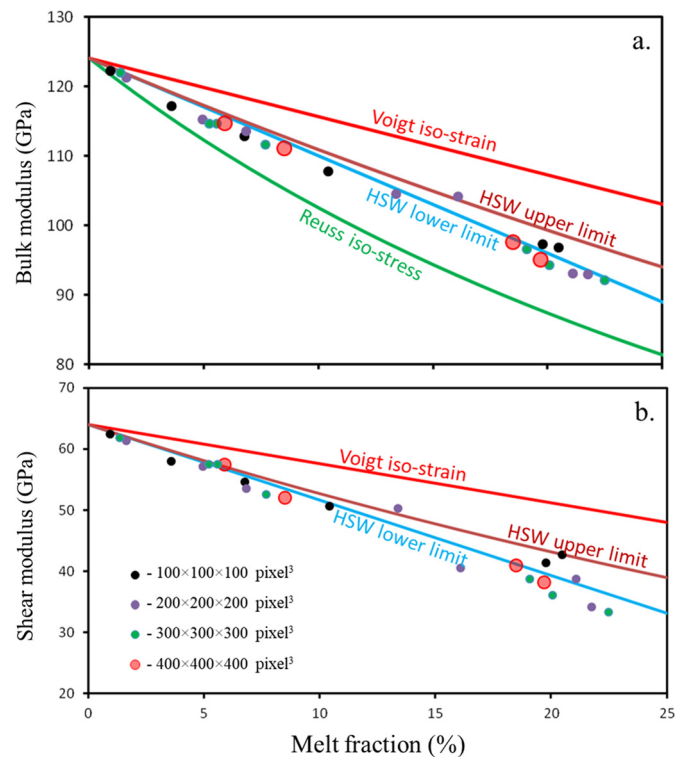 130
120
110
100
90
80
Bulk modulus (GPa)
a.
Voigt iso-strain
HSW upper limit
HSW lower limit
Reuss iso-stress
70
60
50
40
30
20
Shear modulus (GPa)
b.
Voigt iso-strain
HSW upper limit
HSW lower limit
- 100×100×100 pixel³
- 200×200×200 pixel³
- 300×300×300 pixel³
- 400×400×400 pixel³
0 5 10 15 20 25
Melt fraction (%)